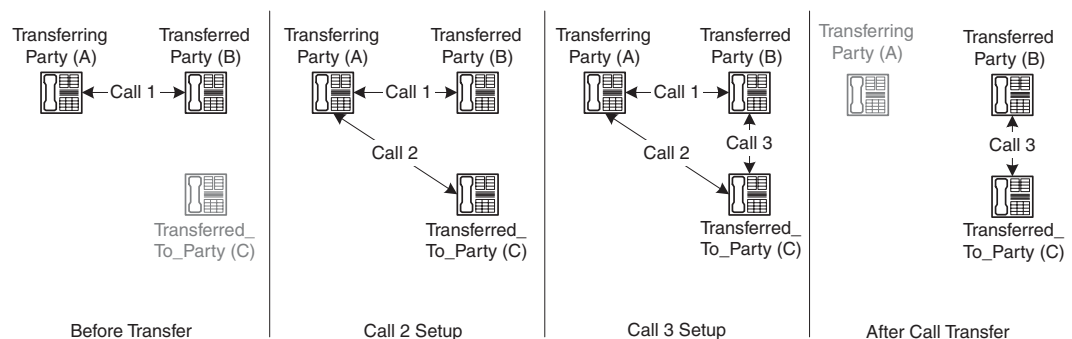 Transferring
Party (A)
Transferred
Party (B)
Call 1
Transferred_
To_Party (C)
Before Transfer
Transferring
Party (A)
Transferred
Party (B)
Call 1
Call 2
Transferred_
To_Party (C)
Call 2 Setup
Transferring
Party (A)
Transferred
Party (B)
Call 1
Call 2
Call 3
Transferred_
To_Party (C)
Call 3 Setup
Transferring
Party (A)
Transferred
Party (B)
Call 3
Transferred_
To_Party (C)
After Call Transfer